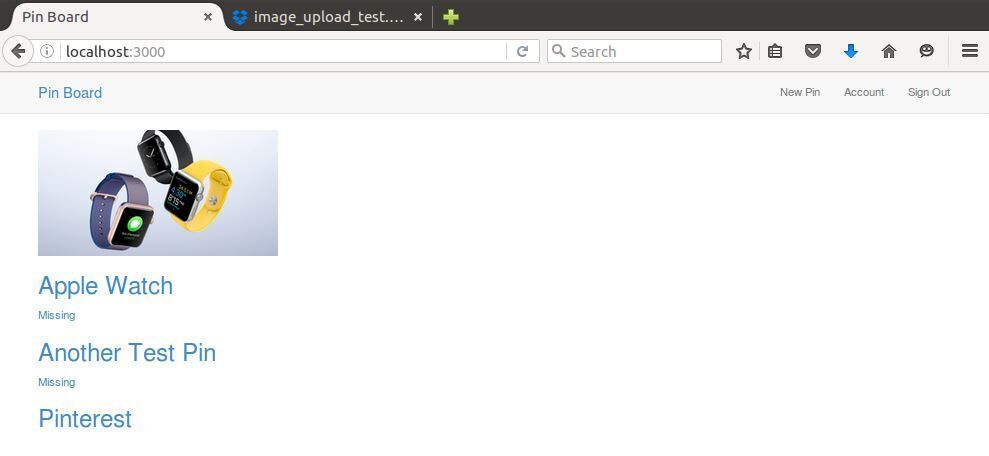 Pin Board
image_upload_test....
localhost:3000
Search
Pin Board
New Pin Account Sign Out
Apple Watch
Missing
Another Test Pin
Missing
Pinterest